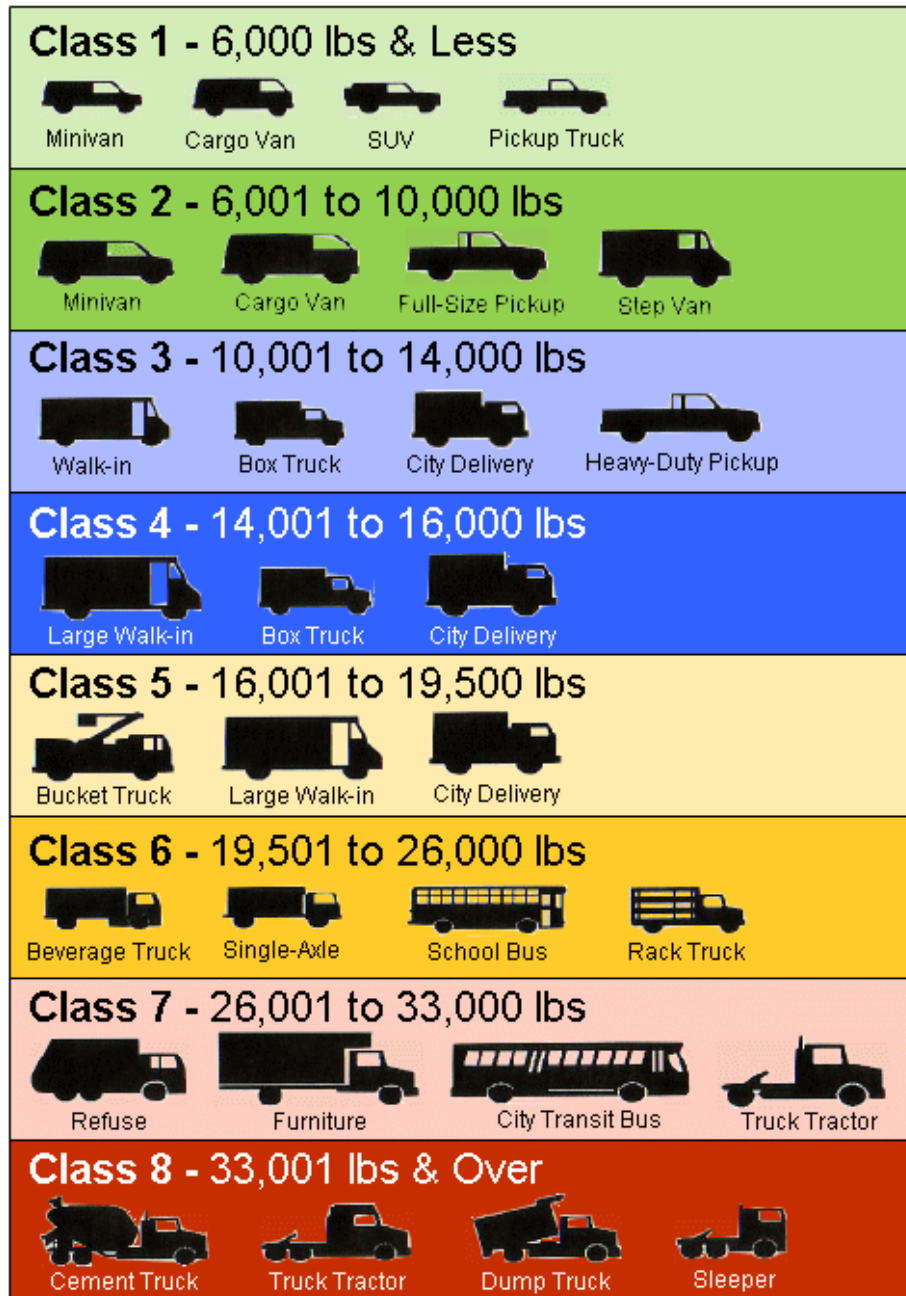 Class 1 - 6,000 lbs & Less
Minivan Cargo Van SUV Pickup Truck
Class 2 - 6,001 to 10,000 lbs
Minivan Cargo Van Full-Size Pickup Step Van
Class 3 - 10,001 to 14,000 lbs
Walk-in Box Truck City Delivery Heavy-Duty Pickup
Class 4 - 14,001 to 16,000 lbs
Large Walk-in Box Truck City Delivery
Class 5 - 16,001 to 19,500 lbs
Bucket Truck Large Walk-in City Delivery
Class 6 - 19,501 to 26,000 lbs
Beverage Truck Single-Axle School Bus Rack Truck
Class 7 - 26,001 to 33,000 lbs
Refuse Furniture City Transit Bus Truck Tractor
Class 8 - 33,001 lbs & Over
Cement Truck Truck Tractor Dump Truck Sleeper